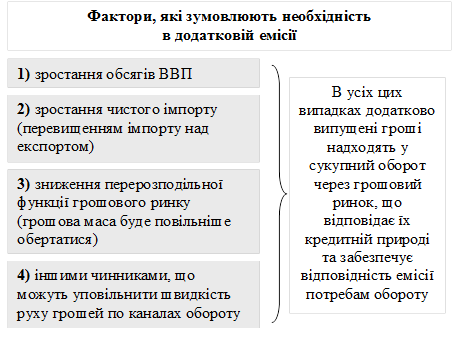 Фактори, які зумовлюють необхідність
в додатковій емісії
1) зростання обсягів ВВП
2) зростання чистого імпорту
(перевищенням імпорту над
експортом)
3) зниження перерозподільної
функції грошового ринку
(грошова маса буде повільніше
обертатися)
4) іншими чинниками, що
можуть уповільнити швидкість
руху грошей по каналах обороту
В усіх цих
випадках додатково
випущені гроші
надходять у
сукупний оборот
через грошовий
ринок, що
відповідає їх
кредитній природі
та забезпечує
відповідність емісії
потребам обороту